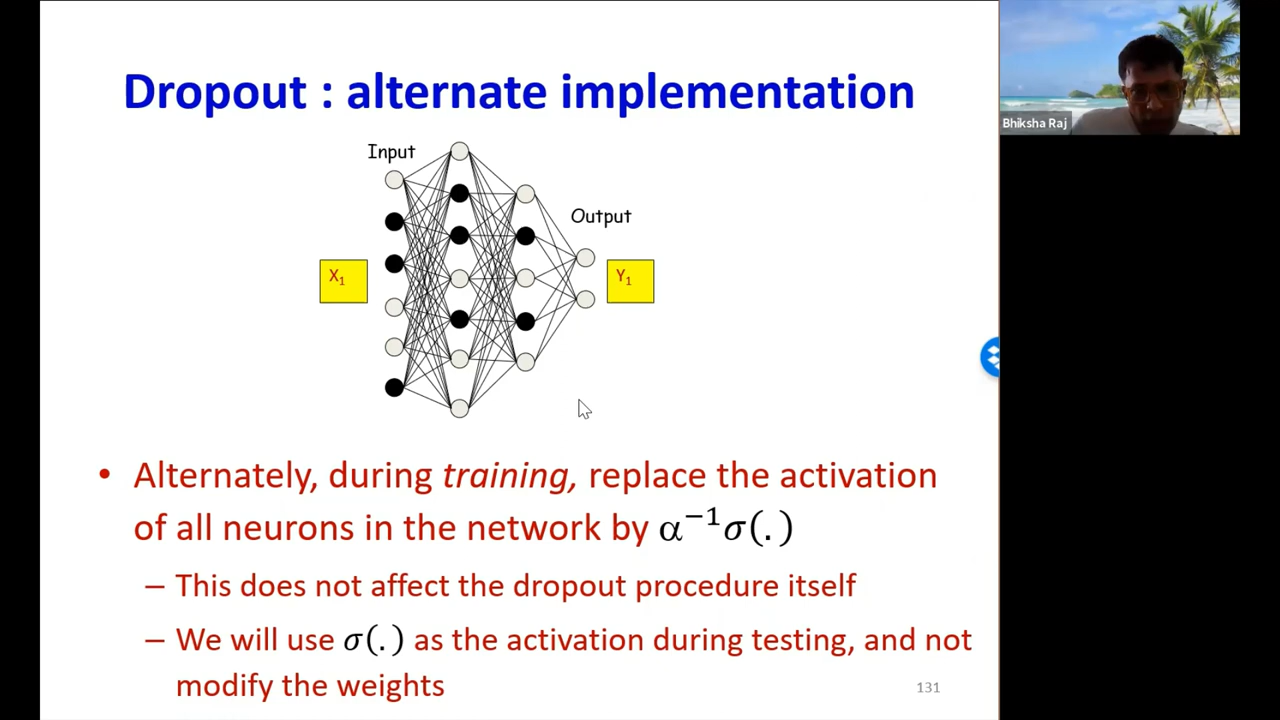 Dropout : alternate implementation
Bhiksha Raj
Input
Output
X₁
Y₁
• Alternately, during training, replace the activation
of all neurons in the network by α⁻¹σ(.)
– This does not affect the dropout procedure itself
– We will use σ(.) as the activation during testing, and not
modify the weights
131